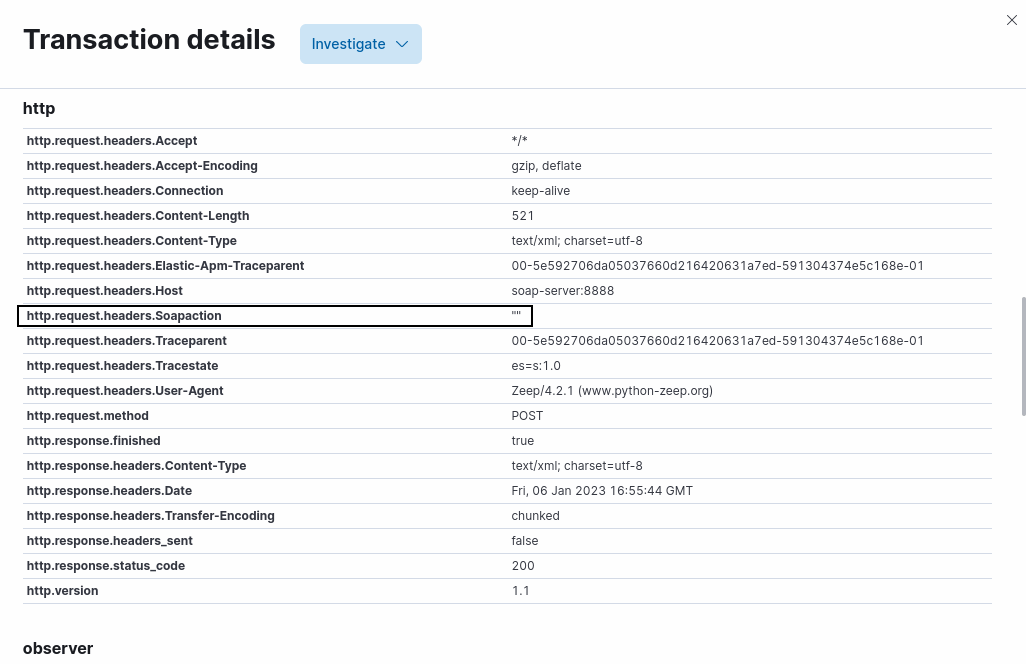 Transaction details
Investigate
http
http.request.headers.Accept */*
http.request.headers.Accept-Encoding gzip, deflate
http.request.headers.Connection keep-alive
http.request.headers.Content-Length 521
http.request.headers.Content-Type text/xml; charset=utf-8
http.request.headers.Elastic-Apm-Traceparent 00-5e592706da05037660d216420631a7ed-591304374e5c168e-01
http.request.headers.Host soap-server:8888
http.request.headers.Soapaction ""
http.request.headers.Traceparent 00-5e592706da05037660d216420631a7ed-591304374e5c168e-01
http.request.headers.Tracestate es=s:1.0
http.request.headers.User-Agent Zeep/4.2.1 (www.python-zeep.org)
http.request.method POST
http.response.finished true
http.response.headers.Content-Type text/xml; charset=utf-8
http.response.headers.Date Fri, 06 Jan 2023 16:55:44 GMT
http.response.headers.Transfer-Encoding chunked
http.response.headers_sent false
http.response.status_code 200
http.version 1.1
observer